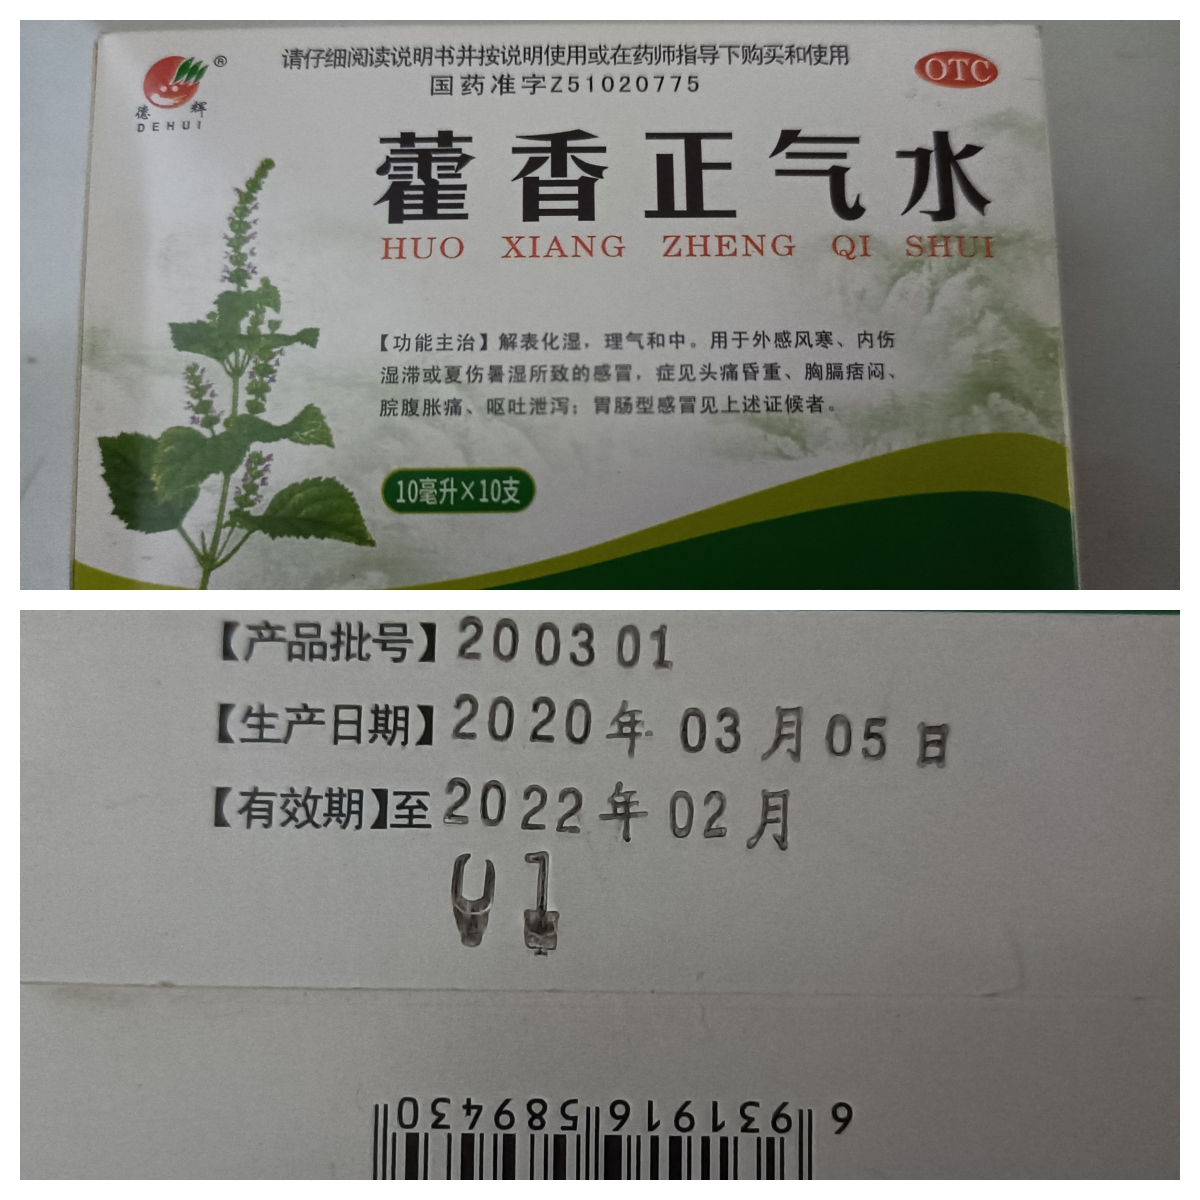 请仔细阅读说明书并按说明使用或在药师指导下购买和使用
国药准字Z51020775
OTC
®
德辉
DEHUI
藿香正气水
HUO XIANG ZHENG QI SHUI
【功能主治】解表化湿，理气和中。用于外感风寒、内伤
湿滞或夏伤暑湿所致的感冒，症见头痛昏重、胸膈痞闷、
脘腹胀痛、呕吐泄泻；胃肠型感冒见上述证候者。
10毫升×10支
【产品批号】200301
【生产日期】2020年03月05日
【有效期】至2022年02月
6931916589430